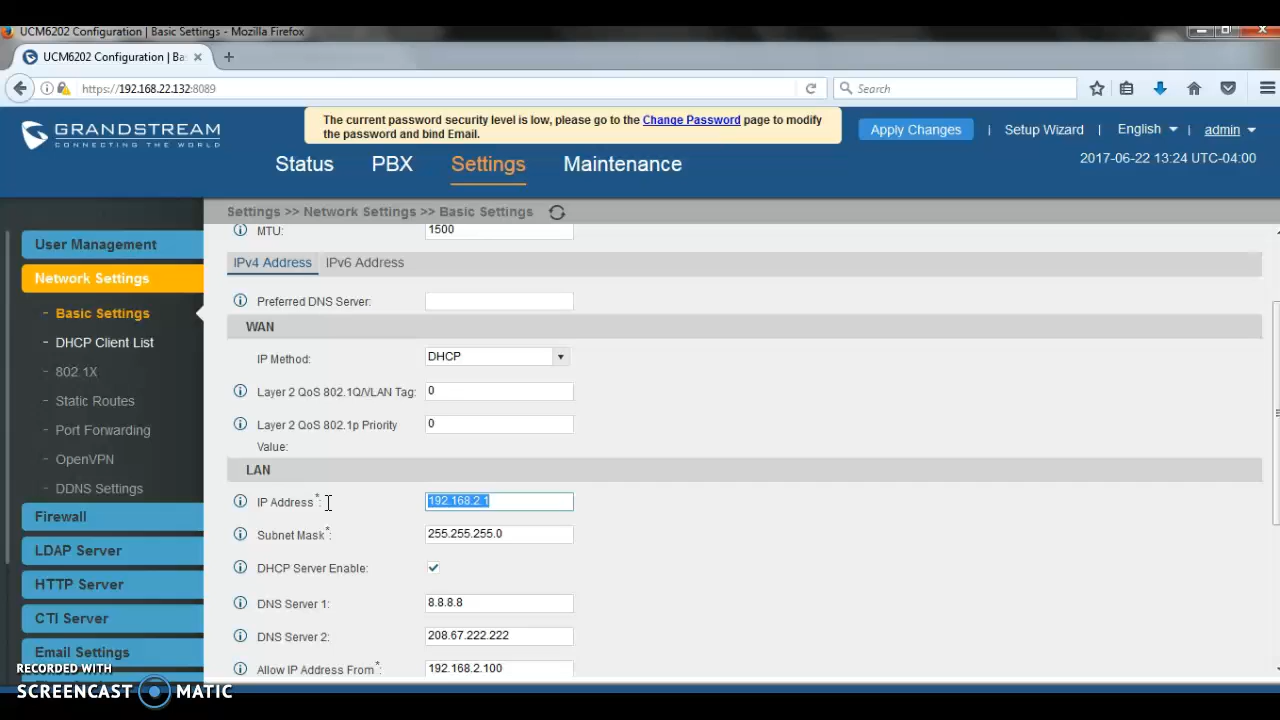 UCM6202 Configuration | Basic Settings - Mozilla Firefox
UCM6202 Configuration | Ba
https://192.168.22.132:8089
Search
GRANDSTREAM
CONNECTING THE WORLD
The current password security level is low, please go to the Change Password page to modify
the password and bind Email.
Apply Changes | Setup Wizard | English | admin
2017-06-22 13:24 UTC-04:00
Status PBX Settings Maintenance
Settings >> Network Settings >> Basic Settings
User Management
Network Settings
- Basic Settings
- DHCP Client List
- 802.1X
- Static Routes
- Port Forwarding
- OpenVPN
- DDNS Settings
Firewall
LDAP Server
HTTP Server
CTI Server
Email Settings
MTU: 1500
IPv4 Address IPv6 Address
Preferred DNS Server:
WAN
IP Method: DHCP
Layer 2 QoS 802.1Q/VLAN Tag: 0
Layer 2 QoS 802.1p Priority 0
Value:
LAN
IP Address*: 192.168.2.1
Subnet Mask*: 255.255.255.0
DHCP Server Enable:
DNS Server 1: 8.8.8.8
DNS Server 2: 208.67.222.222
Allow IP Address From*: 192.168.2.100
RECORDED WITH
SCREENCAST MATIC